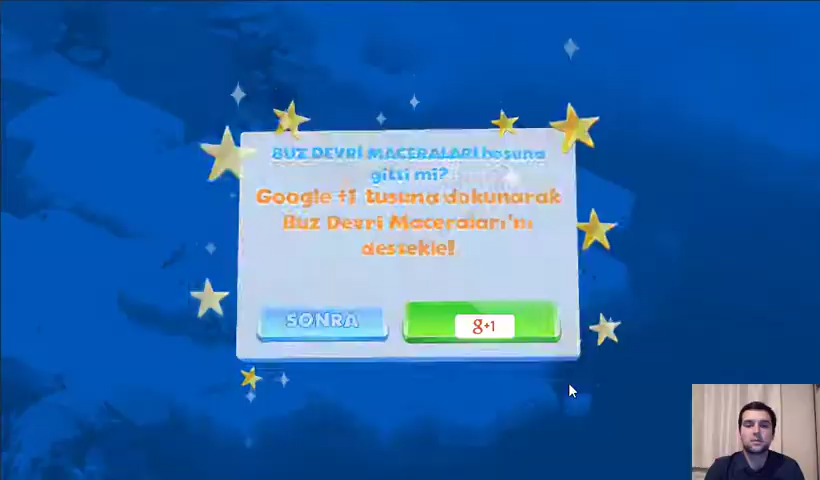 BUZ DEVRİ MACERALARI hoşuna
gitti mi?
Google +1 tuşuna dokunarak
Buz Devri Maceraları'nı
destekle!
SONRA
g+1